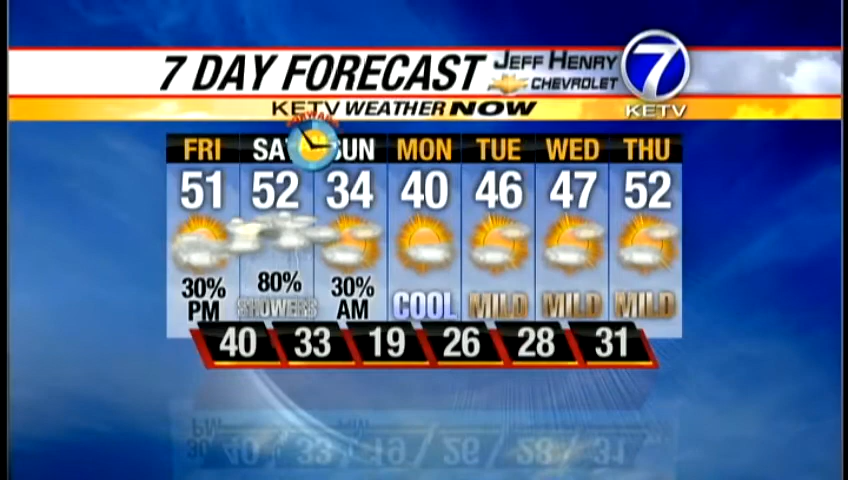 7 DAY FORECAST
JEFF HENRY
CHEVROLET
7
KETV
KETV WEATHER NOW
FRI SAT SUN MON TUE WED THU
51 52 34 40 46 47 52
30% PM
80% SHOWERS
30% AM
COOL MILD MILD MILD
40 33 19 26 28 31